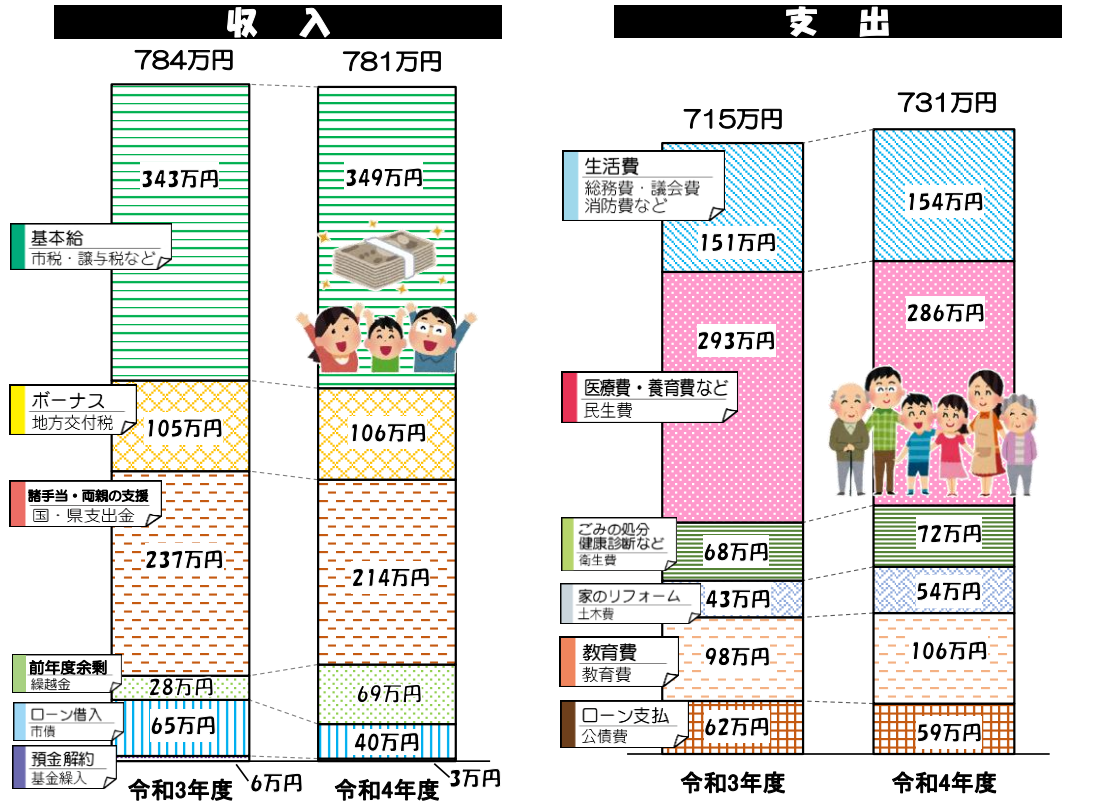 収 入
784万円
781万円
343万円
349万円
基本給
市税・譲与税など
ボーナス
地方交付税
105万円
106万円
諸手当・両親の支援
国・県支出金
237万円
214万円
前年度余剰
繰越金
28万円
69万円
ローン借入
市債
65万円
40万円
預金解約
基金繰入
6万円
3万円
令和3年度
令和4年度
支 出
715万円
731万円
生活費
総務費・議会費
消防費など
151万円
154万円
医療費・養育費など
民生費
293万円
286万円
ごみの処分
健康診断など
衛生費
68万円
72万円
家のリフォーム
土木費
43万円
54万円
教育費
教育費
98万円
106万円
ローン支払
公債費
62万円
59万円
令和3年度
令和4年度